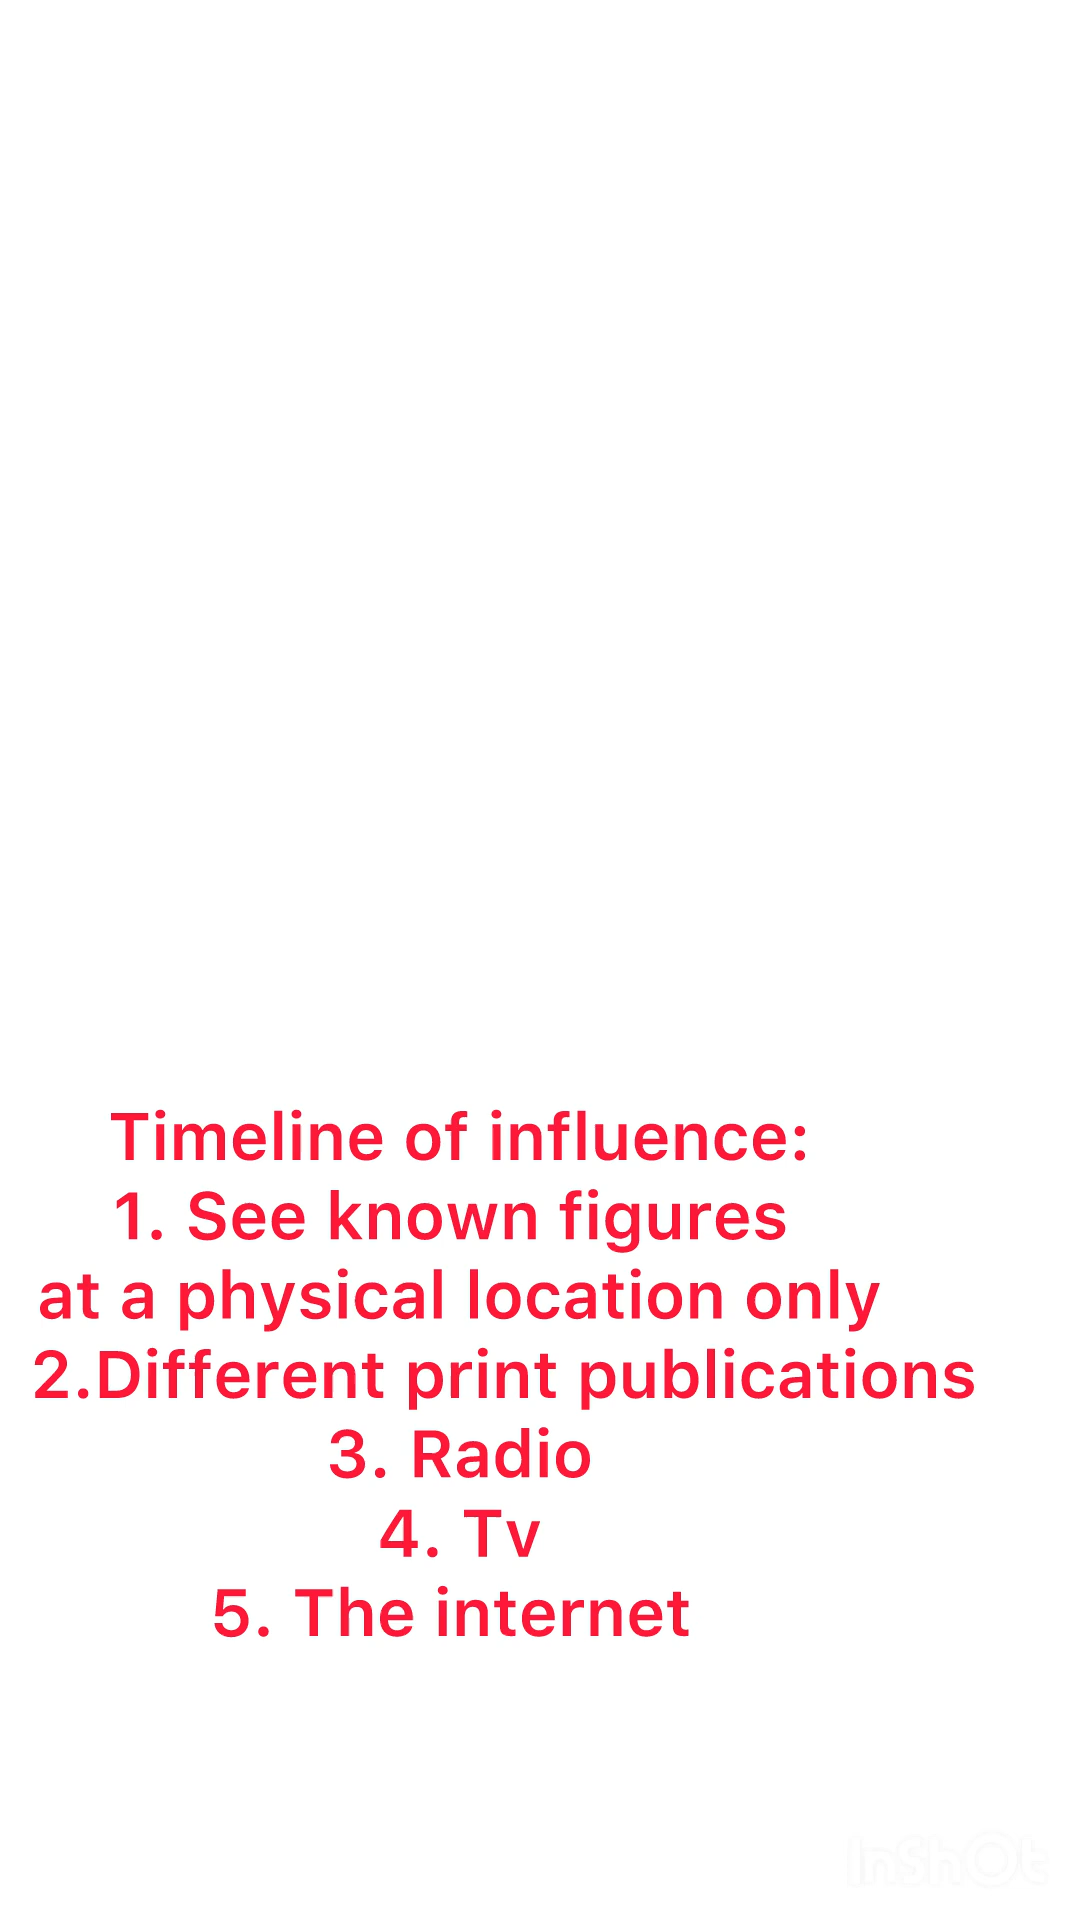 Timeline of influence:
1. See known figures
at a physical location only
2.Different print publications
3. Radio
4. Tv
5. The internet
InShOt